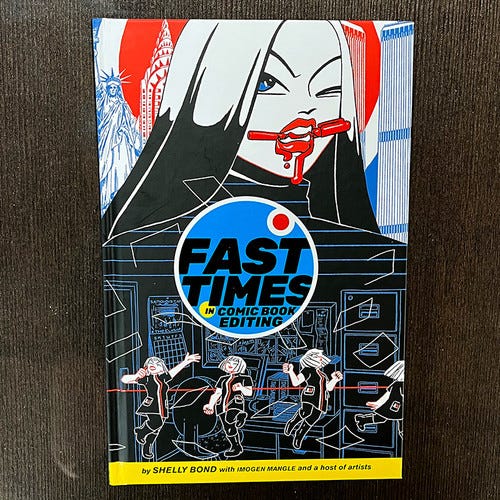 FAST
TIMES
IN COMIC BOOK
EDITING
by SHELLY BOND with IMOGEN MANGLE and a host of artists